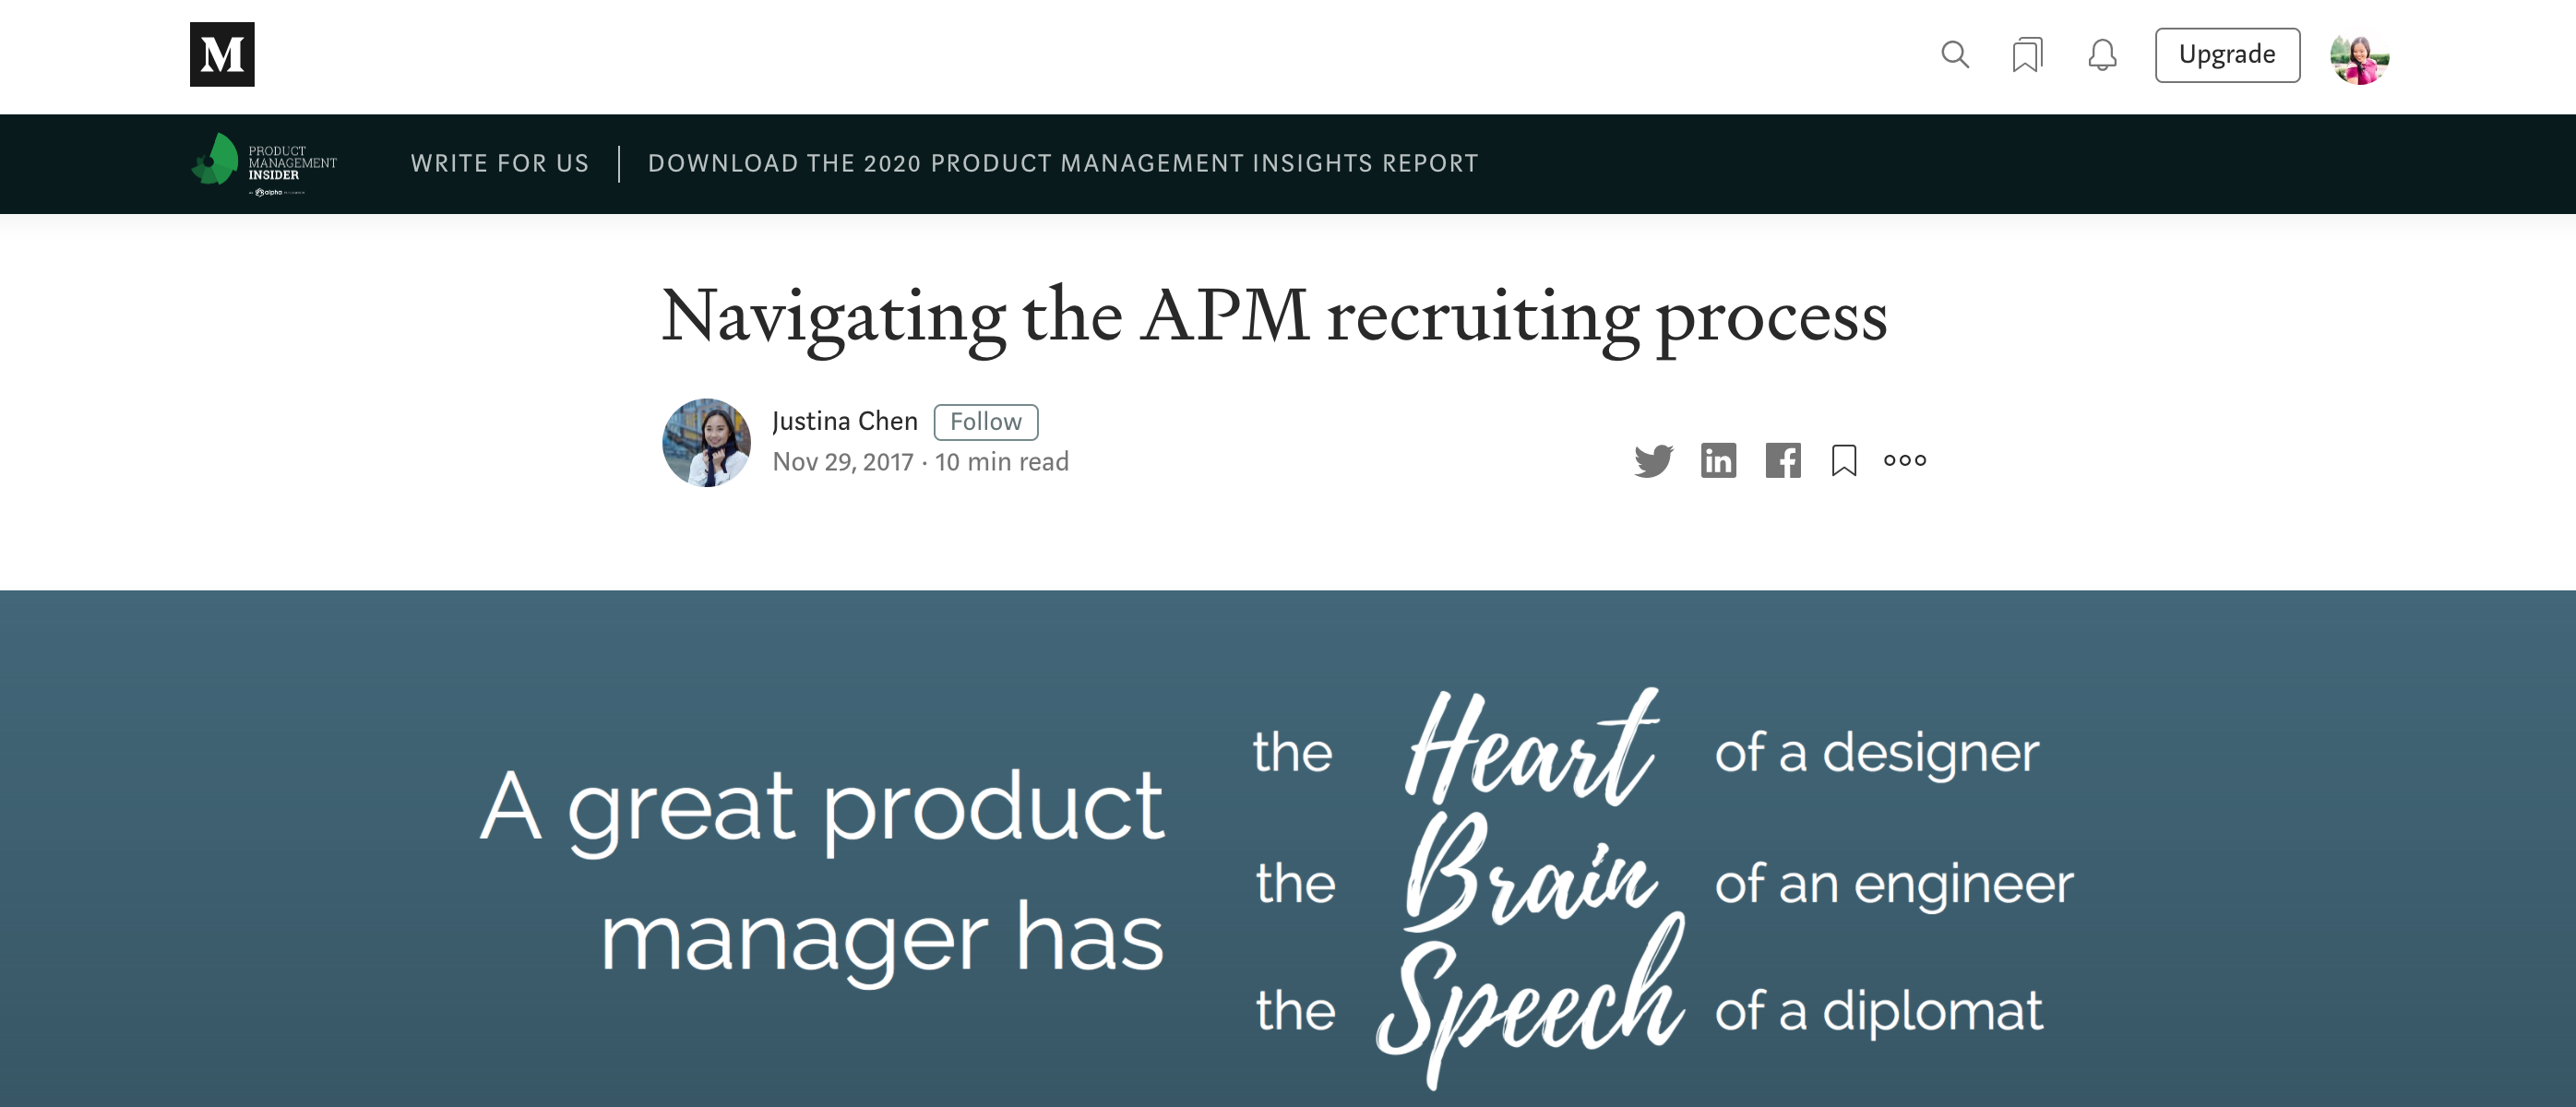 M
Upgrade
PRODUCT
MANAGEMENT
INSIDER
alpha
WRITE FOR US
DOWNLOAD THE 2020 PRODUCT MANAGEMENT INSIGHTS REPORT
Navigating the APM recruiting process
Justina Chen Follow
Nov 29, 2017 · 10 min read
A great product
manager has
the Heart of a designer
the Brain of an engineer
the Speech of a diplomat